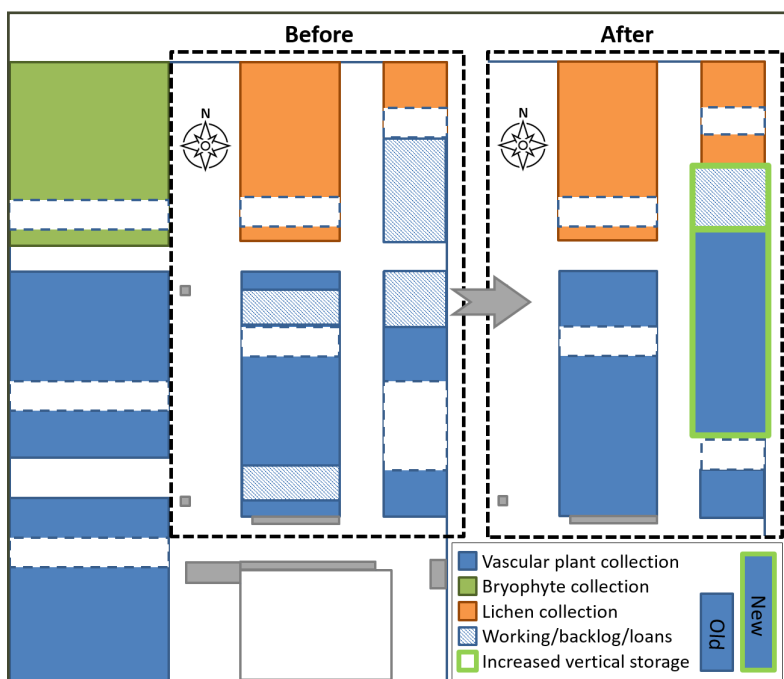 Before
After
N
N
Vascular plant collection
Bryophyte collection
Lichen collection
Working/backlog/loans
Increased vertical storage
Old
New